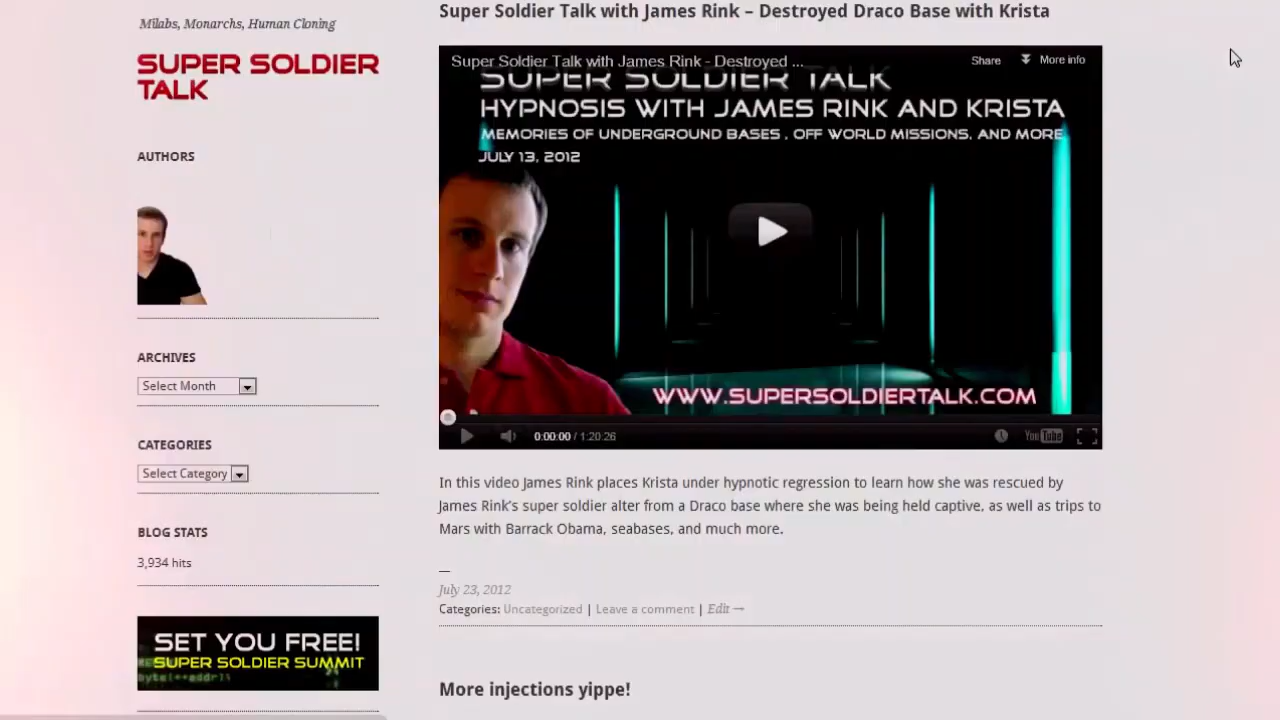 Milabs, Monarchs, Human Cloning
SUPER SOLDIER
TALK
AUTHORS
ARCHIVES
Select Month
CATEGORIES
Select Category
BLOG STATS
3,934 hits
SET YOU FREE!
SUPER SOLDIER SUMMIT
byte(++addr)\
Super Soldier Talk with James Rink – Destroyed Draco Base with Krista
Super Soldier Talk with James Rink - Destroyed ...
Share
More info
SUPER SOLDIER TALK
HYPNOSIS WITH JAMES RINK AND KRISTA
MEMORIES OF UNDERGROUND BASES , OFF WORLD MISSIONS, AND MORE
JULY 13, 2012
WWW.SUPERSOLDIERTALK.COM
0:00:00 / 1:20:26
YouTube
In this video James Rink places Krista under hypnotic regression to learn how she was rescued by
James Rink's super soldier alter from a Draco base where she was being held captive, as well as trips to
Mars with Barrack Obama, seabases, and much more.
—
July 23, 2012
Categories: Uncategorized | Leave a comment | Edit →
More injections yippe!